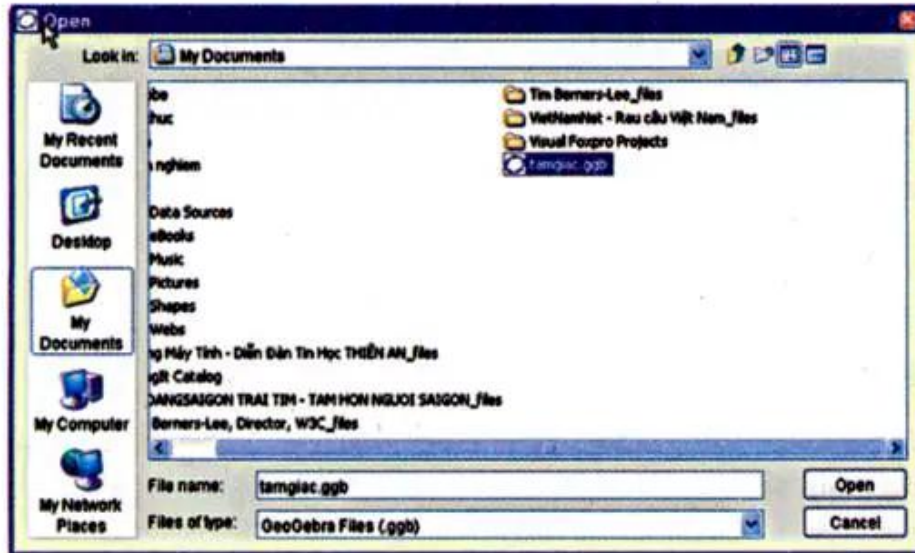 Open
Look in: My Documents
My Recent
Documents
Desktop
My
Documents
My Computer
My Network
Places
obe
thuc
nghiem
Data Sources
eBooks
Music
Pictures
Shapes
Webs
ng Máy Tính - Diễn Đàn Tin Học THIÊN AN_files
ngIt Catalog
OANGSAIGON TRAI TIM - TAM HON NGUOI SAIGON_files
Berners-Lee, Director, W3C_files
Tim Berners-Lee_files
VietNamNet - Rau câu Việt Nam_files
Visual Foxpro Projects
tamgiac.ggb
File name: tamgiac.ggb
Open
Files of type: GeoGebra Files (.ggb)
Cancel